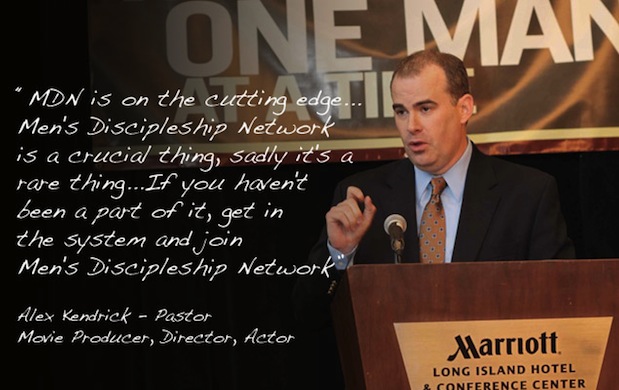 ONE MAN
AT A TIME
“ MDN is on the cutting edge...
Men's Discipleship Network
is a crucial thing, sadly it's a
rare thing...If you haven't
been a part of it, get in
the system and join
Men's Discipleship Network
Alex Kendrick - Pastor
Movie Producer, Director, Actor
Marriott
LONG ISLAND HOTEL
& CONFERENCE CENTER